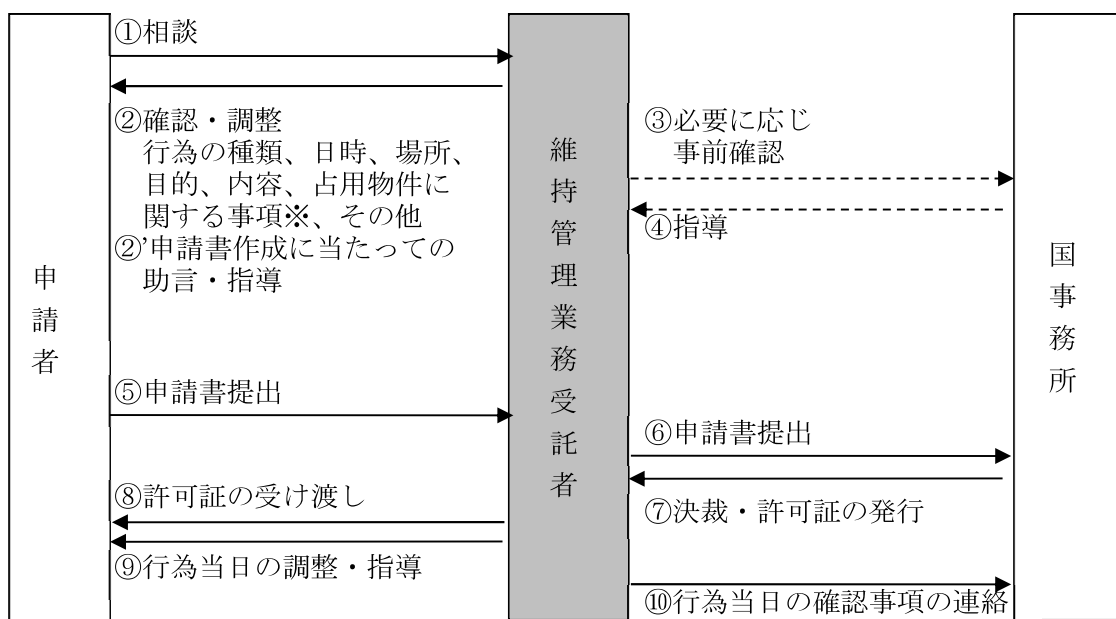 ①相談
②確認・調整
行為の種類、日時、場所、
目的、内容、占用物件に
関する事項※、その他
②’申請書作成に当たっての
助言・指導
③必要に応じ
事前確認
④指導
申請者
維持管理業務受託者
国事務所
⑤申請書提出
⑥申請書提出
⑦決裁・許可証の発行
⑧許可証の受け渡し
⑨行為当日の調整・指導
⑩行為当日の確認事項の連絡